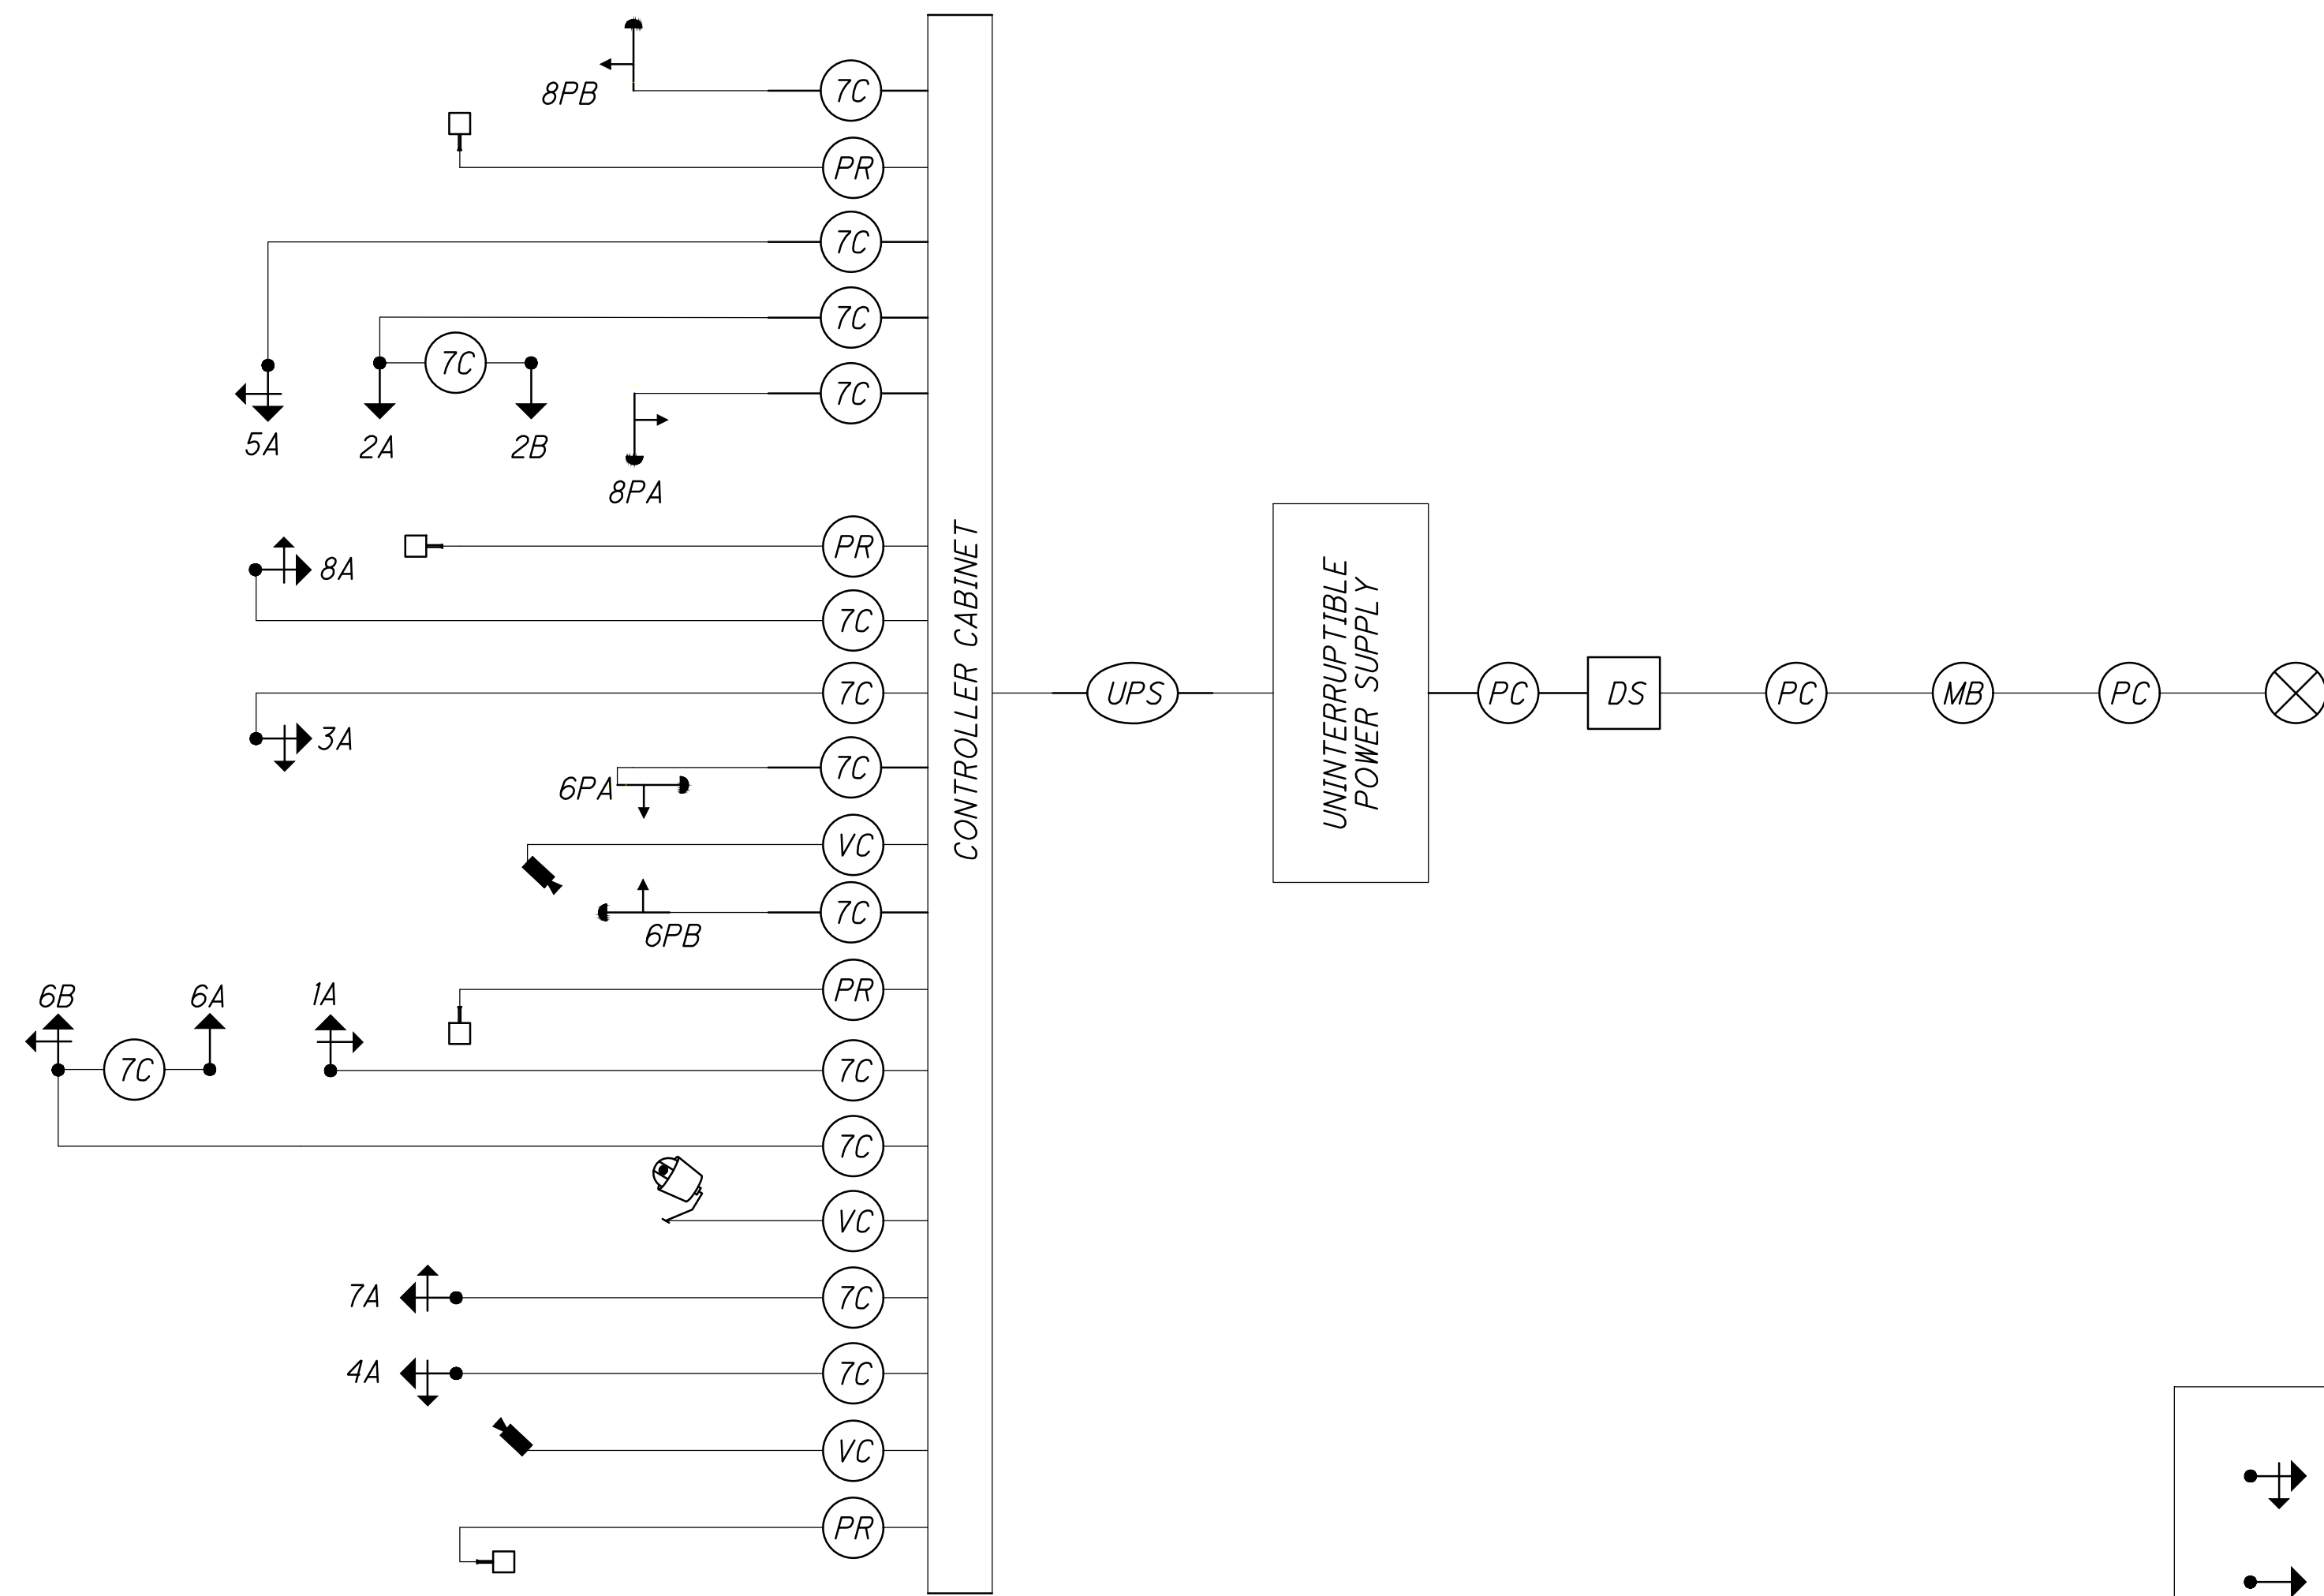 8PB
7C
PR
7C
7C
7C
7C
5A
2A
2B
8PA
PR
8A
7C
7C
3A
7C
6PA
VC
7C
6PB
PR
6B
6A
1A
7C
7C
7C
VC
7A
7C
4A
7C
VC
PR
CONTROLLER CABINET
UPS
UNINTERRUPTIBLE
POWER SUPPLY
PC
DS
PC
MB
PC